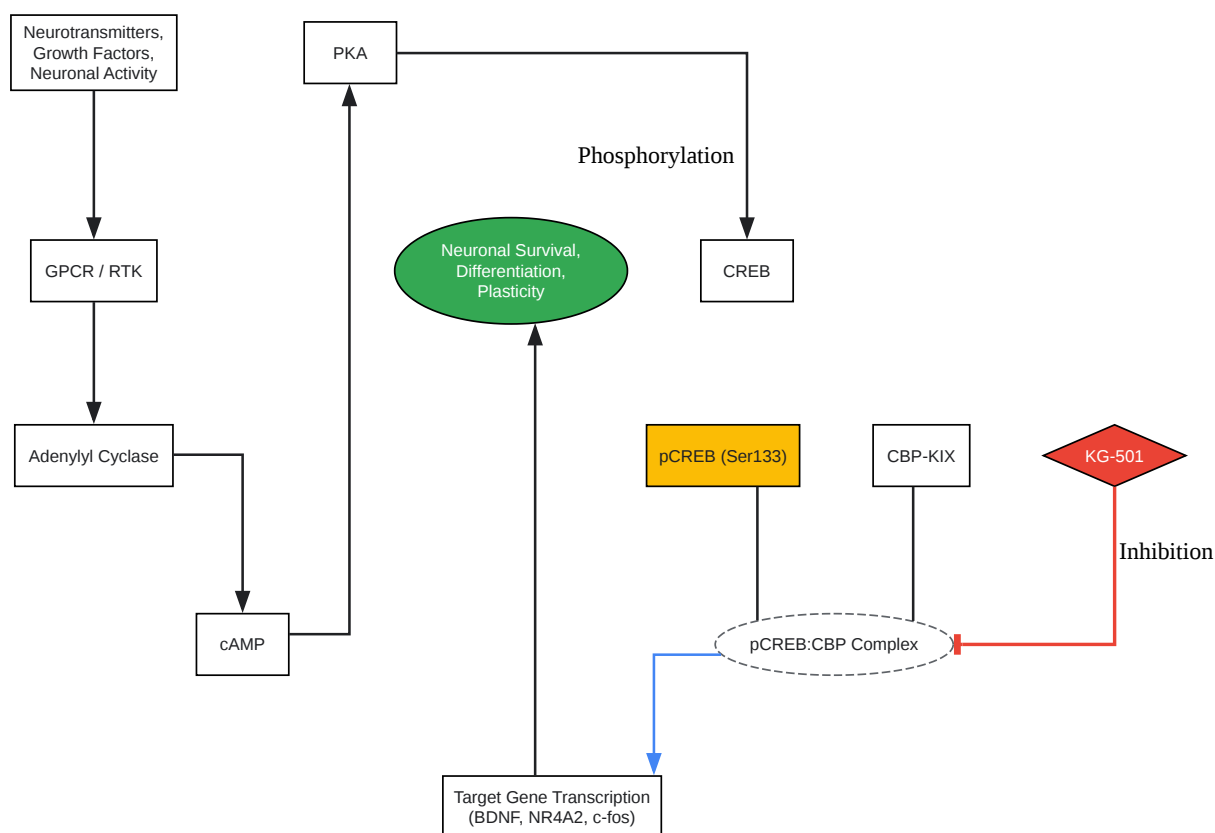 Neurotransmitters,
Growth Factors,
Neuronal Activity
PKA
Phosphorylation
GPCR / RTK
Neuronal Survival,
Differentiation,
Plasticity
CREB
Adenylyl Cyclase
pCREB (Ser133)
CBP-KIX
KG-501
Inhibition
cAMP
pCREB:CBP Complex
Target Gene Transcription
(BDNF, NR4A2, c-fos)